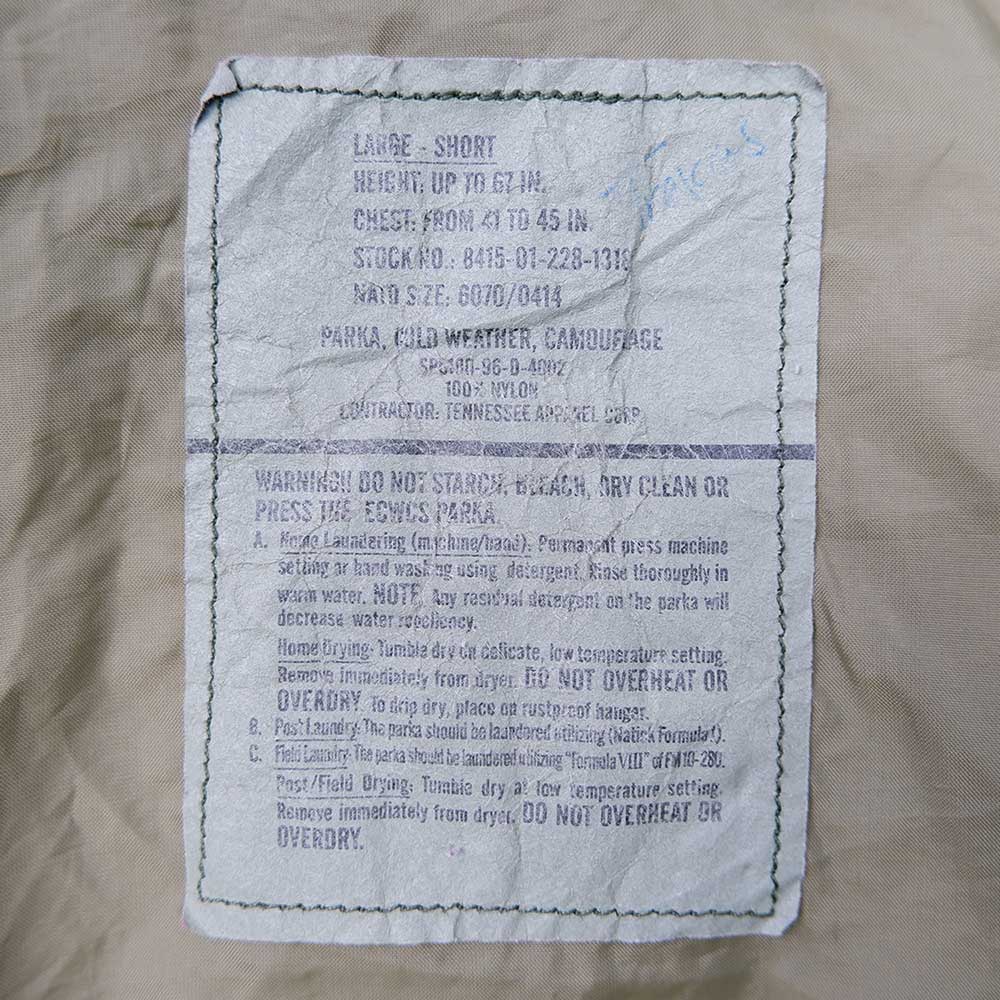 LARGE - SHORT
HEIGHT: UP TO 67 IN.
CHEST: FROM 41 TO 45 IN.
STOCK NO.: 8415-01-228-1318
NATO SIZE: 6070/0414
PARKA, COLD WEATHER, CAMOUFLAGE
SPO100-96-D-4002
100% NYLON
CONTRACTOR: TENNESSEE APPAREL CORP.
WARNING!! DO NOT STARCH, BLEACH, DRY CLEAN OR
PRESS THE ECWCS PARKA.
A. Home Laundering (machine/hand): Permanent press machine
setting or hand washing using detergent. Rinse thoroughly in
warm water. NOTE. Any residual detergent on the parka will
decrease water repellency.
Home Drying: Tumble dry on delicate, low temperature setting.
Remove immediately from dryer. DO NOT OVERHEAT OR
OVERDRY. To drip dry, place on rustproof hanger.
B. Post Laundry: The parka should be laundered utilizing (Natick Formula I).
C. Field Laundry: The parka should be laundered utilizing "Formula VIII" of FM 10-280.
Post/Field Drying: Tumble dry at low temperature setting.
Remove immediately from dryer. DO NOT OVERHEAT OR
OVERDRY.